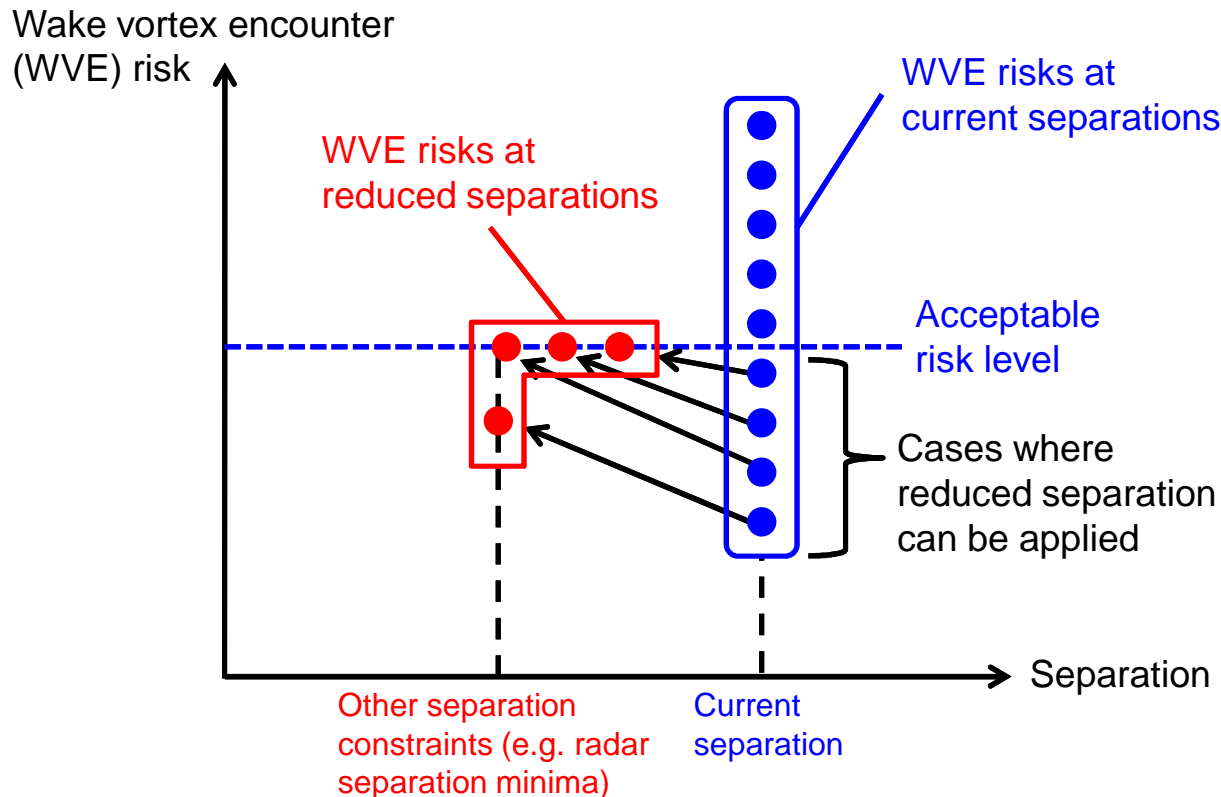 Wake vortex encounter
(WVE) risk
WVE risks at
current separations
WVE risks at
reduced separations
Acceptable
risk level
Cases where
reduced separation
can be applied
Separation
Other separation
constraints (e.g. radar
separation minima)
Current
separation